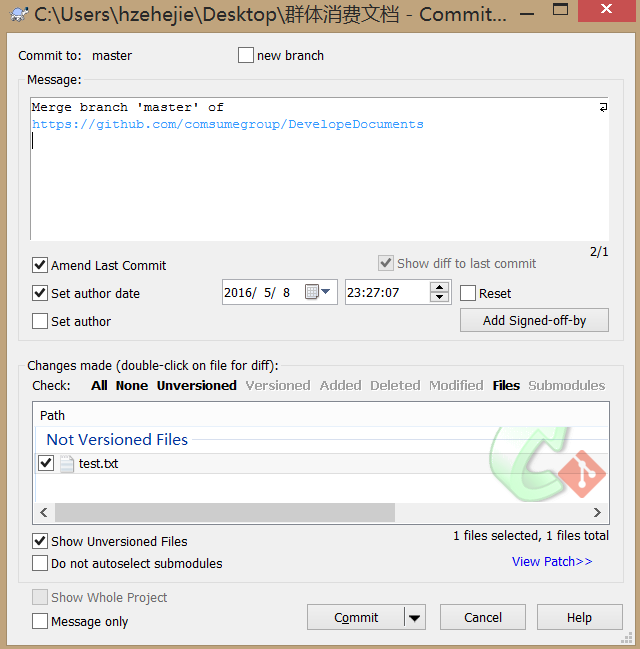 C:\Users\hzehejie\Desktop\群体消费文档 - Commit...
Commit to: master new branch
Message:
Merge branch 'master' of
https://github.com/comsumegroup/DevelopeDocuments
2/1
Amend Last Commit Show diff to last commit
Set author date 2016/ 5/ 8 23:27:07 Reset
Set author Add Signed-off-by
Changes made (double-click on file for diff):
Check: All None Unversioned Versioned Added Deleted Modified Files Submodules
Path
Not Versioned Files
test.txt
Show Unversioned Files 1 files selected, 1 files total
Do not autoselect submodules View Patch>>
Show Whole Project
Message only Commit Cancel Help